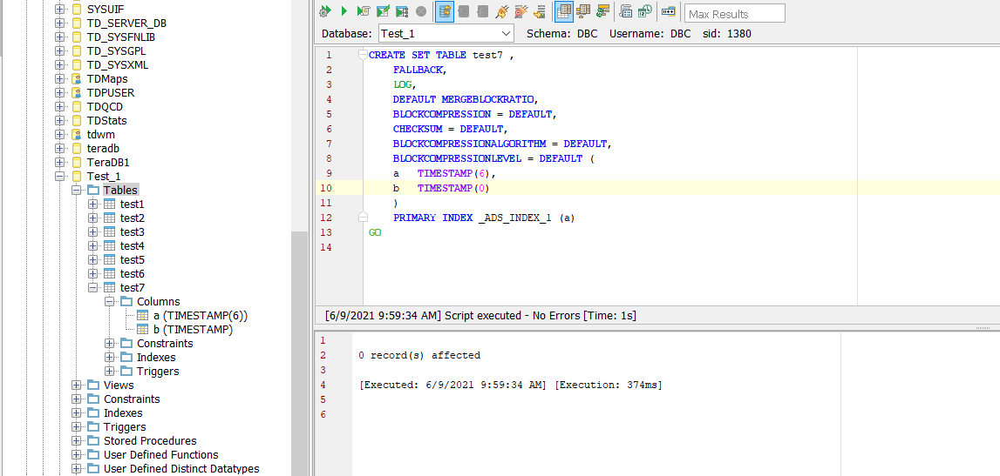 SYSUIF
TD_SERVER_DB
TD_SYSFNLIB
TD_SYSGPL
TD_SYSXML
TDMaps
TDPUSER
TDQCD
TDStats
tdwm
teradb
TeraDB1
Test_1
Tables
test1
test2
test3
test4
test5
test6
test7
Columns
a (TIMESTAMP(6))
b (TIMESTAMP)
Constraints
Indexes
Triggers
Views
Constraints
Indexes
Triggers
Stored Procedures
User Defined Functions
User Defined Distinct Datatypes
Max Results
Database: Test_1 Schema: DBC Username: DBC sid: 1380
1 CREATE SET TABLE test7 ,
2 FALLBACK,
3 LOG,
4 DEFAULT MERGEBLOCKRATIO,
5 BLOCKCOMPRESSION = DEFAULT,
6 CHECKSUM = DEFAULT,
7 BLOCKCOMPRESSIONALGORITHM = DEFAULT,
8 BLOCKCOMPRESSIONLEVEL = DEFAULT (
9 a TIMESTAMP(6),
10 b TIMESTAMP(0)
11 )
12 PRIMARY INDEX _ADS_INDEX_1 (a)
13 GO
14
[6/9/2021 9:59:34 AM] Script executed - No Errors [Time: 1s]
1
2 0 record(s) affected
3
4 [Executed: 6/9/2021 9:59:34 AM] [Execution: 374ms]
5
6